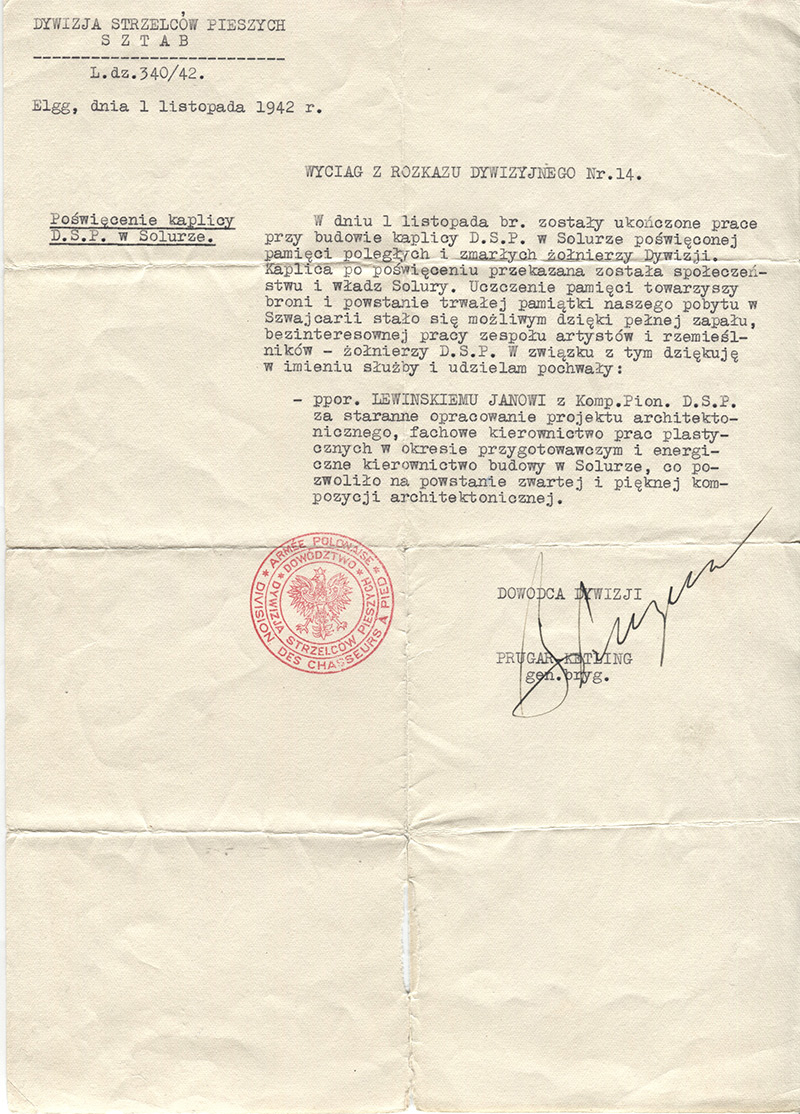 DYWIZJA STRZELCÓW PIESZYCH
S Z T A B
L.dz.340/42.
Elgg, dnia 1 listopada 1942 r.
WYCIAG Z ROZKAZU DYWIZYJNEGO Nr.14.
Poświęcenie kaplicy
D.S.P. w Solurze.
W dniu 1 listopada br. zostały ukończone prace
przy budowie kaplicy D.S.P. w Solurze poświęconej
pamięci poległych i zmarłych żołnierzy Dywizji.
Kaplica po poświęceniu przekazana została społeczeń-
stwu i władz Solury. Uczczenie pamięci towarzyszy
broni i powstanie trwałej pamiątki naszego pobytu w
Szwajcarii stało się możliwym dzięki pełnej zapału,
bezinteresownej pracy zespołu artystów i rzemieśl-
ników - żołnierzy D.S.P. W związku z tym dziękuję
w imieniu służby i udzielam pochwały:
- ppor. LEWINSKIEMU JANOWI z Komp.Pion. D.S.P.
za staranne opracowanie projektu architekto-
nicznego, fachowe kierownictwo prac plasty-
cznych w okresie przygotowawczym i energi-
czne kierownictwo budowy w Solurze, co po-
zwoliło na powstanie zwartej i pięknej kom-
pozycji architektonicznej.
* ARMÉE POLONAISE *
DIVISION DES CHASSEURS À PIED
* DOWÓDZTWO *
DYWIZJA STRZELCÓW PIESZYCH
DOWODCA DYWIZJI
PRUGAR-KETLING
gen.bryg.